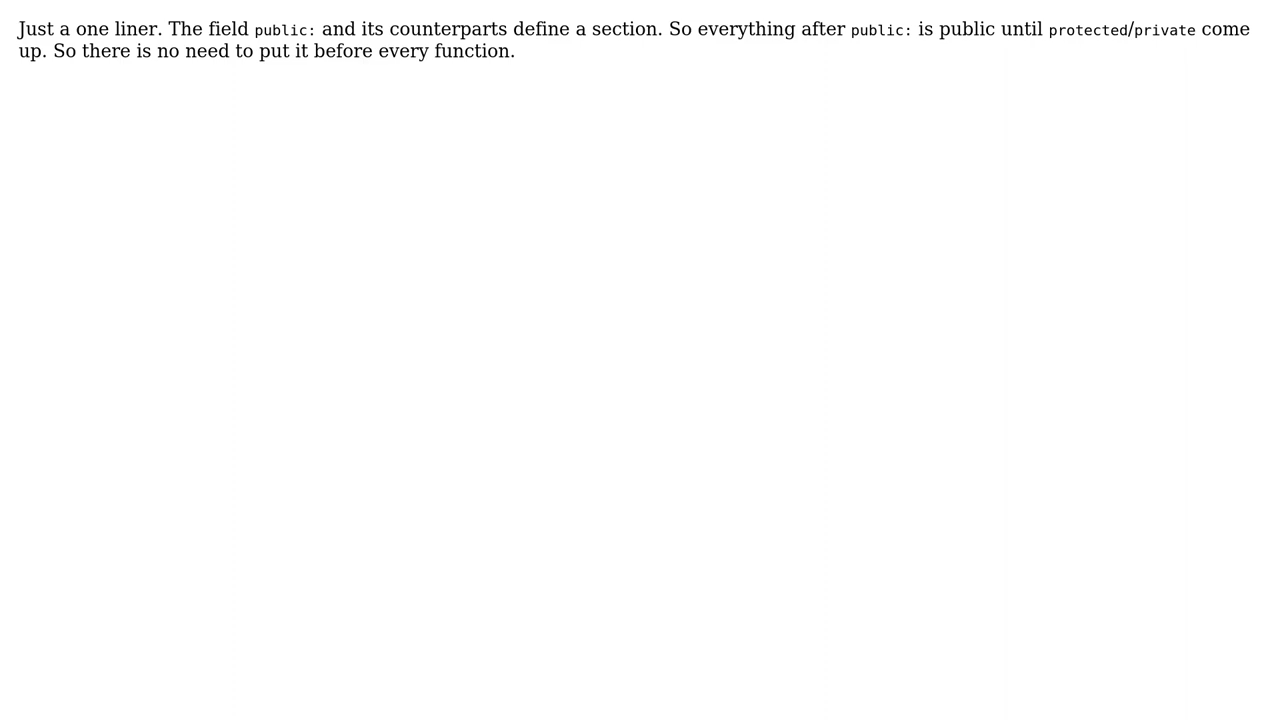 Just a one liner. The field public: and its counterparts define a section. So everything after public: is public until protected/private come
up. So there is no need to put it before every function.